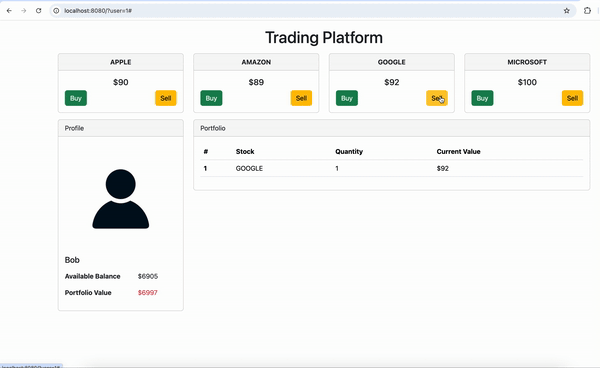 localhost:8080/?user=1#
Trading Platform
APPLE
$90
Buy Sell
AMAZON
$89
Buy Sell
GOOGLE
$92
Buy Sell
MICROSOFT
$100
Buy Sell
Profile
Bob
Available Balance $6905
Portfolio Value $6997
Portfolio
# Stock Quantity Current Value
1 GOOGLE 1 $92